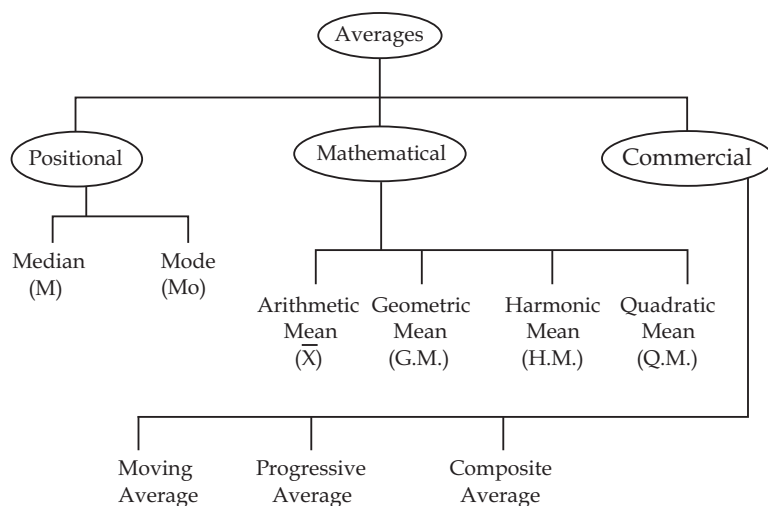 Averages
Positional
Mathematical
Commercial
Median
(M)
Mode
(Mo)
Arithmetic
Mean
(X̅)
Geometric
Mean
(G.M.)
Harmonic
Mean
(H.M.)
Quadratic
Mean
(Q.M.)
Moving
Average
Progressive
Average
Composite
Average